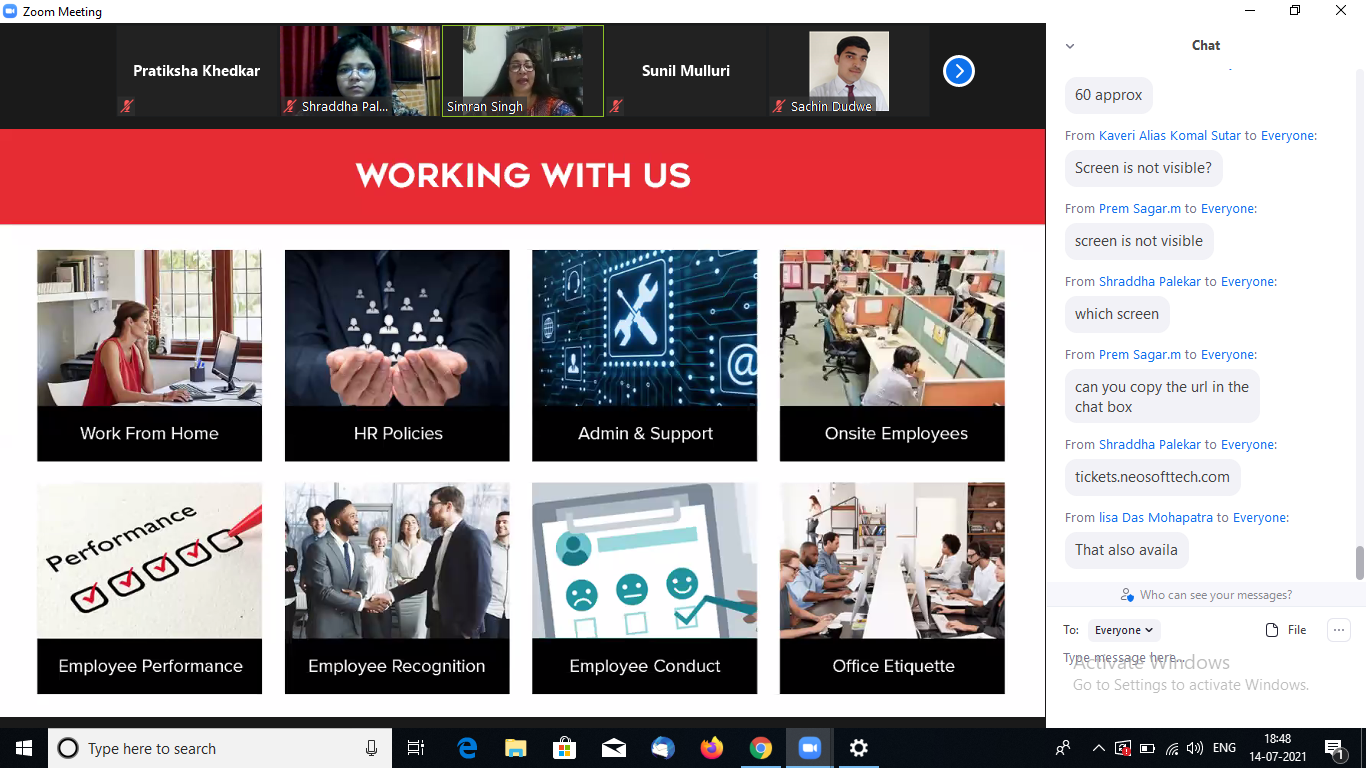 Zoom Meeting
Pratiksha Khedkar
Shraddha Pal...
Simran Singh
Sunil Mulluri
Sachin Dudwe
WORKING WITH US
Work From Home
HR Policies
Admin & Support
Onsite Employees
Performance
@
Employee Performance
Employee Recognition
Employee Conduct
Office Etiquette
Chat
60 approx
From Kaveri Alias Komal Sutar to Everyone:
Screen is not visible?
From Prem Sagar.m to Everyone:
screen is not visible
From Shraddha Palekar to Everyone:
which screen
From Prem Sagar.m to Everyone:
can you copy the url in the
chat box
From Shraddha Palekar to Everyone:
tickets.neosofttech.com
From lisa Das Mohapatra to Everyone:
That also availa
Who can see your messages?
To: Everyone File
Type message here...
Activate Windows
Go to Settings to activate Windows.
Type here to search
ENG
18:48
14-07-2021
1